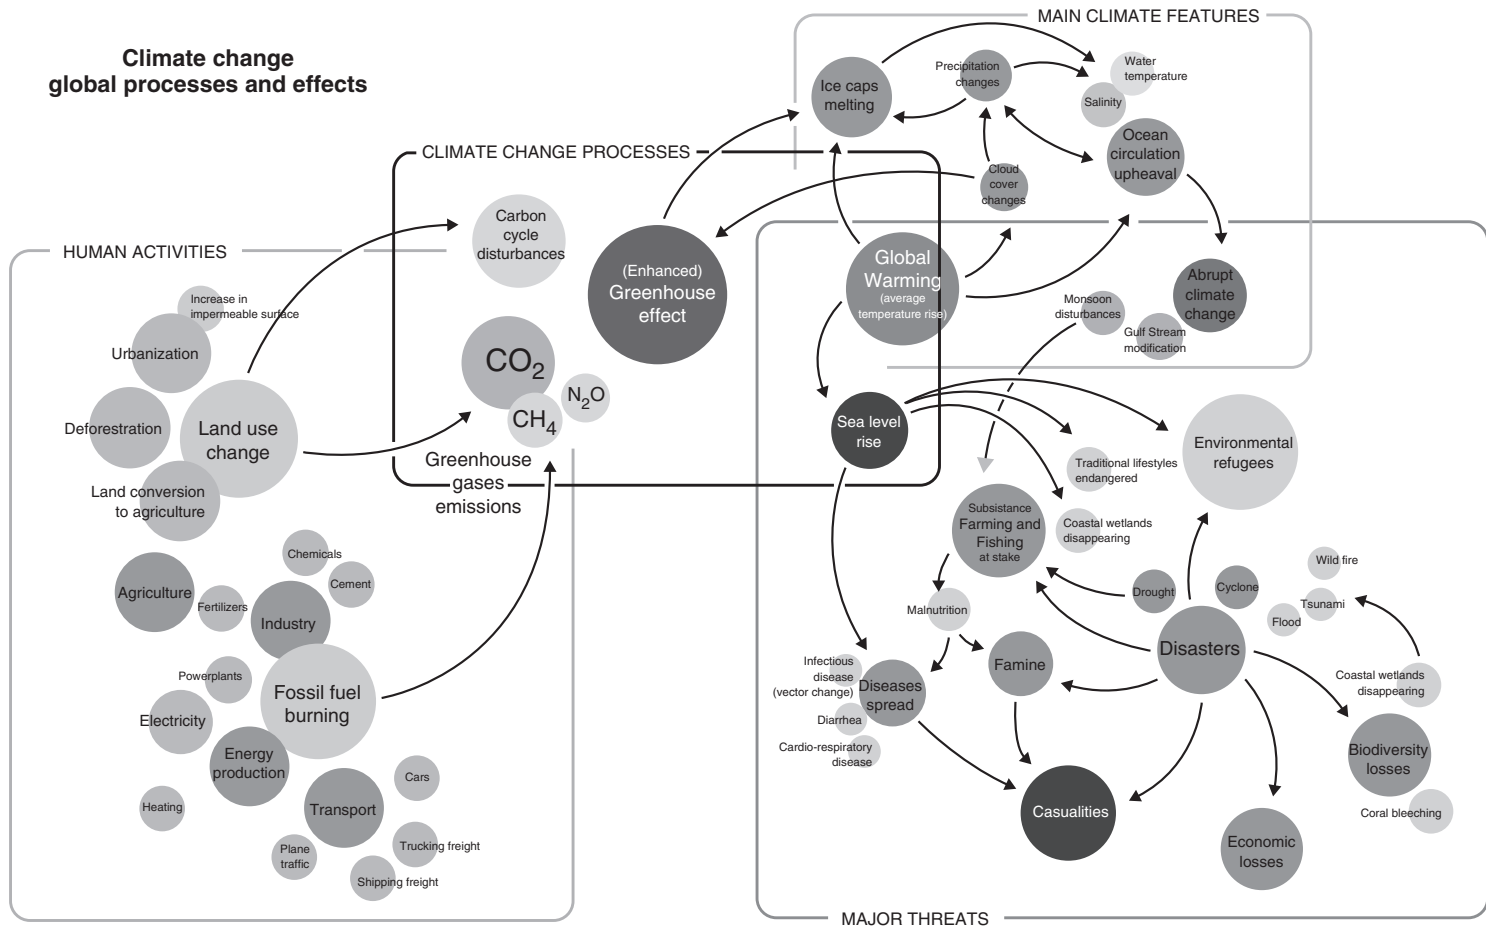 Climate change
global processes and effects
MAIN CLIMATE FEATURES
Ice caps
melting
Precipitation
changes
Water
temperature
Salinity
Ocean
circulation
upheaval
Cloud
cover
changes
CLIMATE CHANGE PROCESSES
Carbon
cycle
disturbances
(Enhanced)
Greenhouse
effect
Global
Warming
(average
temperature rise)
Abrupt
climate
change
Monsoon
disturbances
Gulf Stream
modification
CO2
CH4
N2O
Greenhouse
gases
emissions
HUMAN ACTIVITIES
Increase in
impermeable surface
Urbanization
Deforestration
Land use
change
Land conversion
to agriculture
Chemicals
Cement
Agriculture
Fertilizers
Industry
Powerplants
Fossil fuel
burning
Electricity
Energy
production
Heating
Transport
Cars
Plane
traffic
Trucking freight
Shipping freight
Sea level
rise
Environmental
refugees
Traditional lifestyles
endangered
Subsistance
Farming and
Fishing
at stake
Coastal wetlands
disappearing
Wild fire
Drought
Cyclone
Tsunami
Flood
Malnutrition
Disasters
Famine
Infectious
disease
(vector change)
Diseases
spread
Diarrhea
Cardio-respiratory
disease
Coastal wetlands
disappearing
Biodiversity
losses
Coral bleeching
Casualities
Economic
losses
MAJOR THREATS